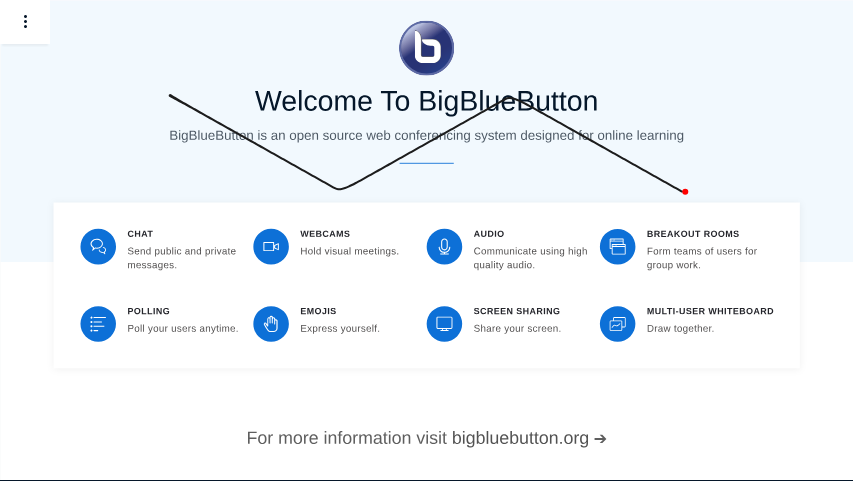 Welcome To BigBlueButton
BigBlueButton is an open source web conferencing system designed for online learning
CHAT
Send public and private
messages.
WEBCAMS
Hold visual meetings.
AUDIO
Communicate using high
quality audio.
BREAKOUT ROOMS
Form teams of users for
group work.
POLLING
Poll your users anytime.
EMOJIS
Express yourself.
SCREEN SHARING
Share your screen.
MULTI-USER WHITEBOARD
Draw together.
For more information visit bigbluebutton.org ➔